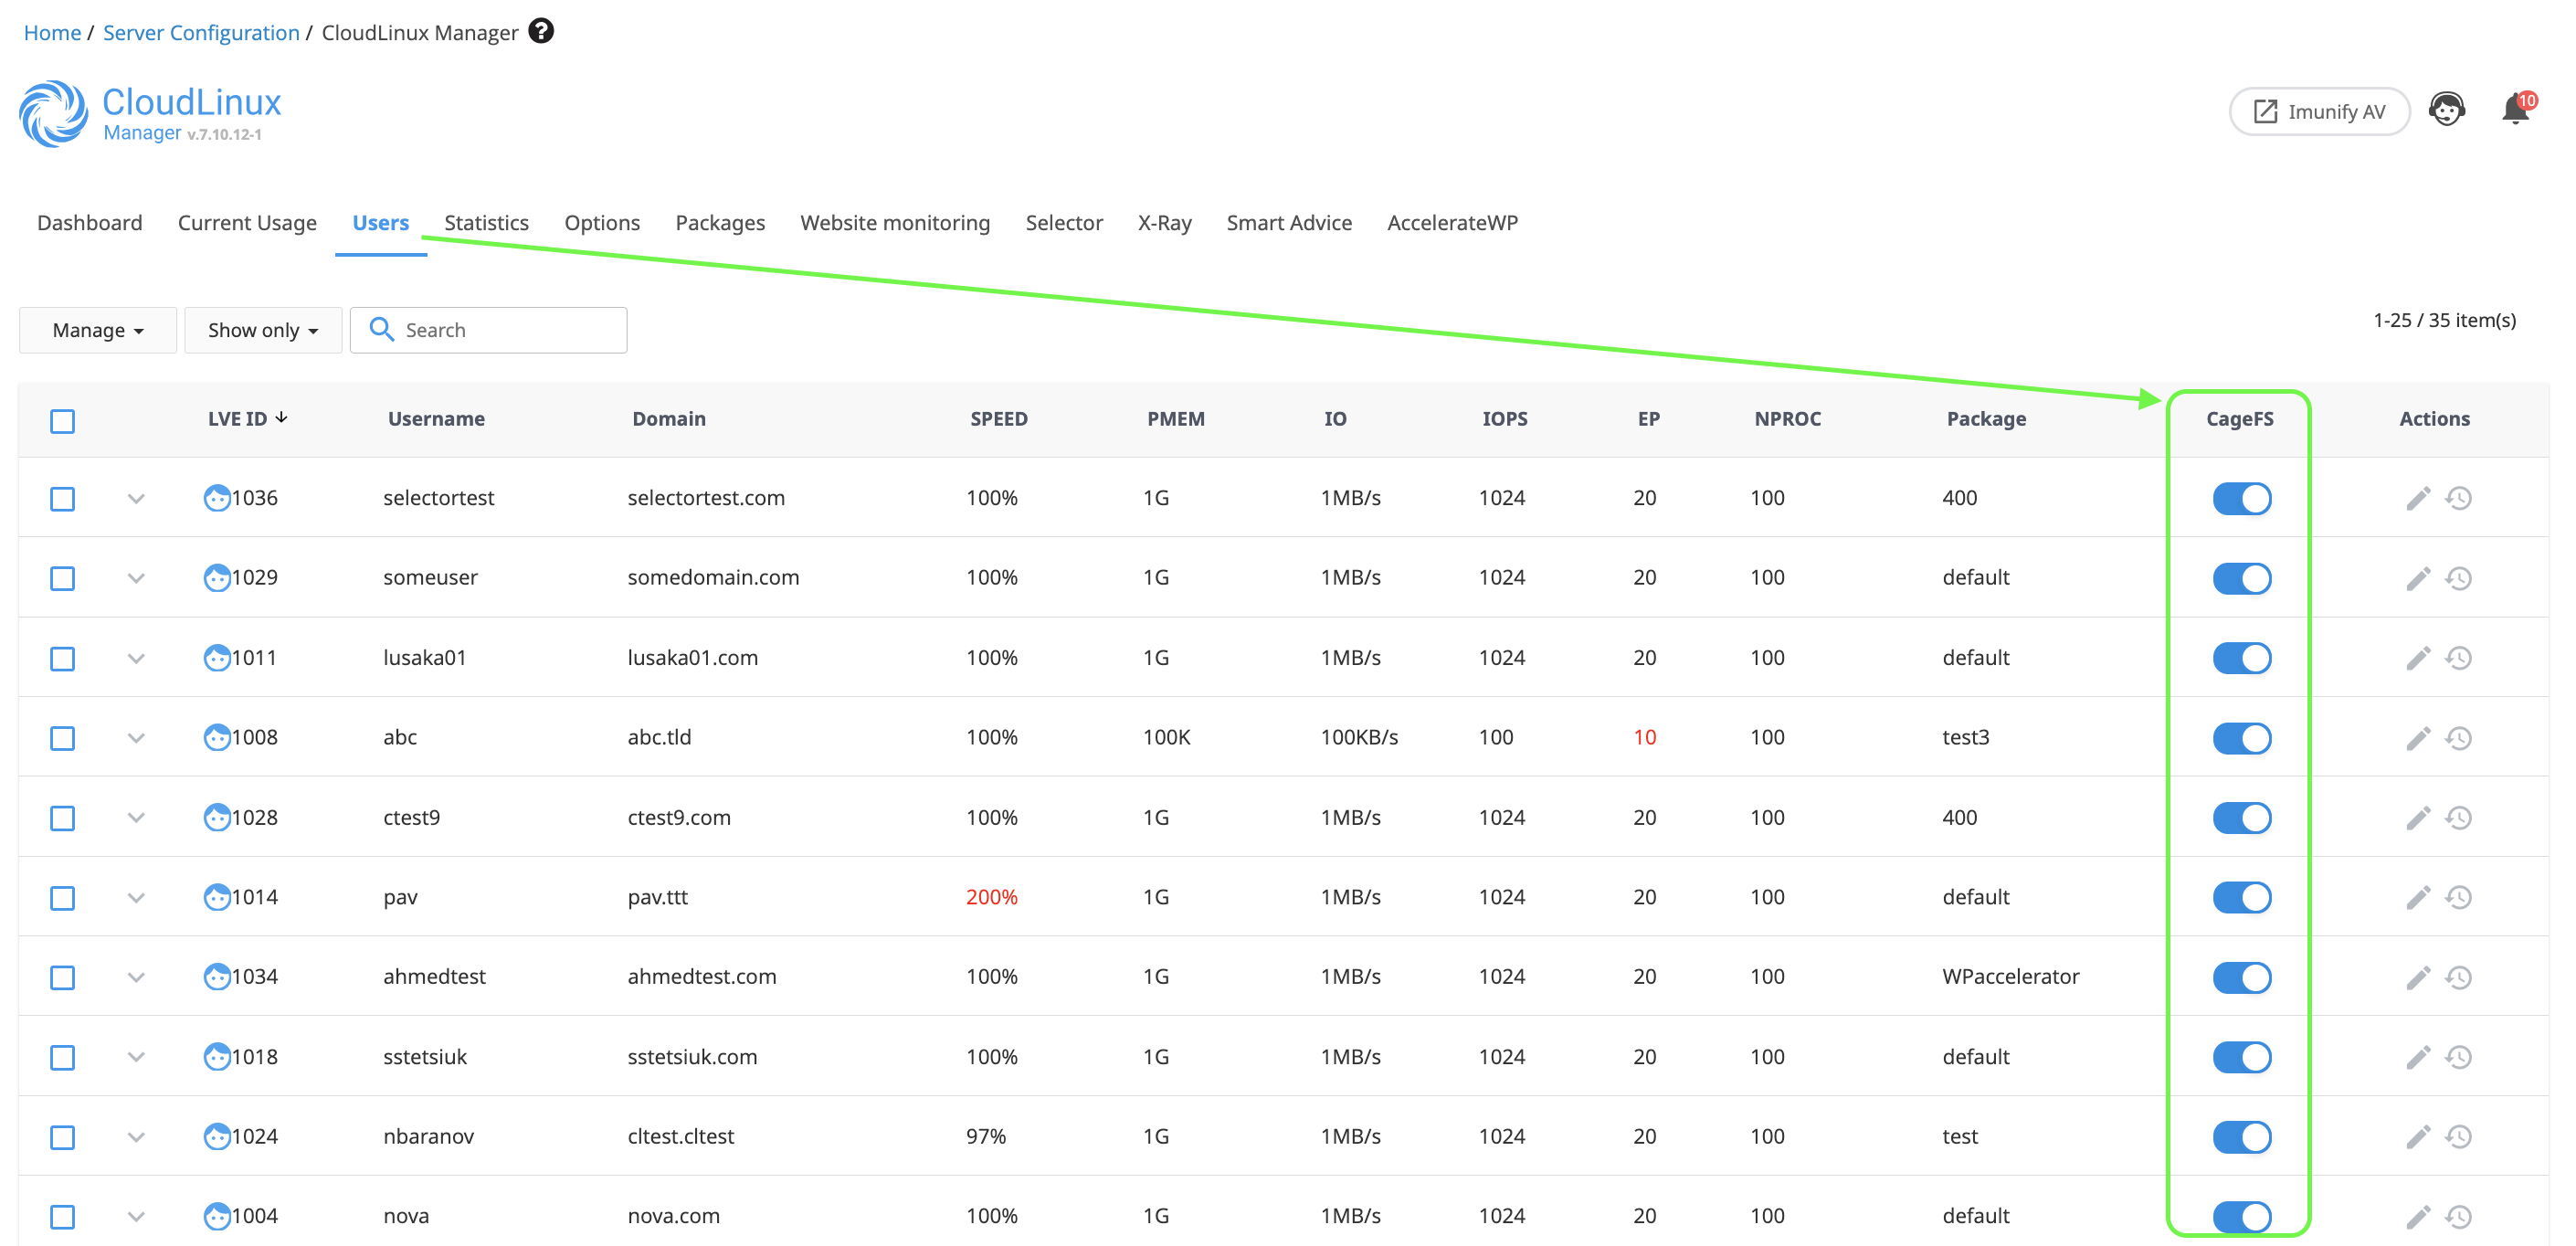 Home / Server Configuration / CloudLinux Manager ?
CloudLinux
Manager v.7.10.12-1
Imunify AV
10
Dashboard Current Usage Users Statistics Options Packages Website monitoring Selector X-Ray Smart Advice AccelerateWP
Manage Show only Search
1-25 / 35 item(s)
LVE ID Username Domain SPEED PMEM IO IOPS EP NPROC Package CageFS Actions
1036 selectortest selectortest.com 100% 1G 1MB/s 1024 20 100 400
1029 someuser somedomain.com 100% 1G 1MB/s 1024 20 100 default
1011 lusaka01 lusaka01.com 100% 1G 1MB/s 1024 20 100 default
1008 abc abc.tld 100% 100K 100KB/s 100 10 100 test3
1028 ctest9 ctest9.com 100% 1G 1MB/s 1024 20 100 400
1014 pav pav.ttt 200% 1G 1MB/s 1024 20 100 default
1034 ahmedtest ahmedtest.com 100% 1G 1MB/s 1024 20 100 WPaccelerator
1018 sstetsiuk sstetsiuk.com 100% 1G 1MB/s 1024 20 100 default
1024 nbaranov cltest.cltest 97% 1G 1MB/s 1024 20 100 test
1004 nova nova.com 100% 1G 1MB/s 1024 20 100 default